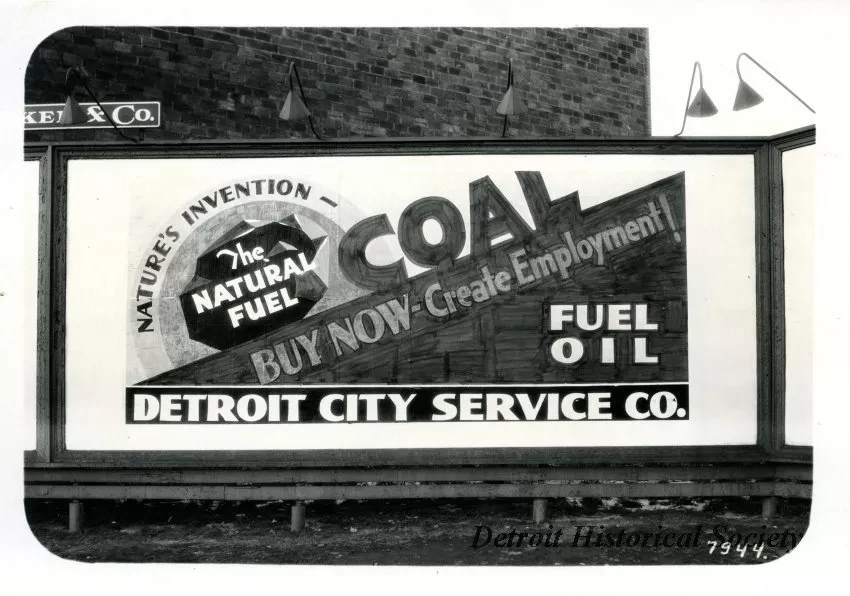 & Co.
NATURE'S INVENTION -
The
NATURAL
FUEL
COAL
BUY NOW - Create Employment!
FUEL
OIL
DETROIT CITY SERVICE CO.
Detroit Historical Society
7944.